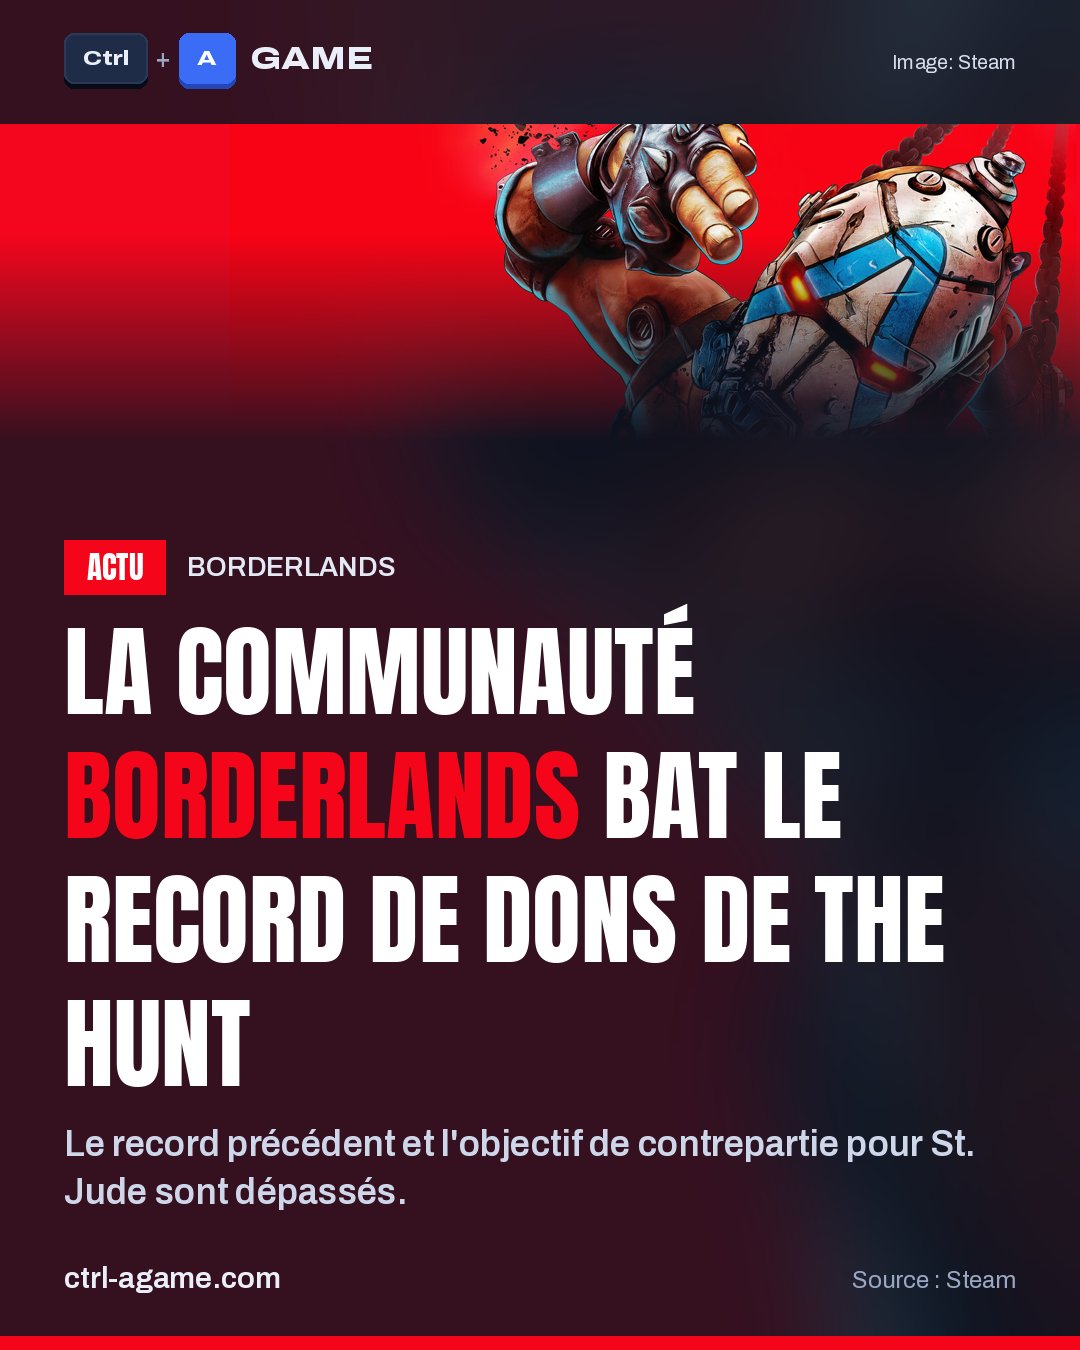 Ctrl + A GAME
Image: Steam
ACTU BORDERLANDS
LA COMMUNAUTÉ
BORDERLANDS BAT LE
RECORD DE DONS DE THE
HUNT
Le record précédent et l'objectif de contrepartie pour St.
Jude sont dépassés.
ctrl-agame.com
Source : Steam